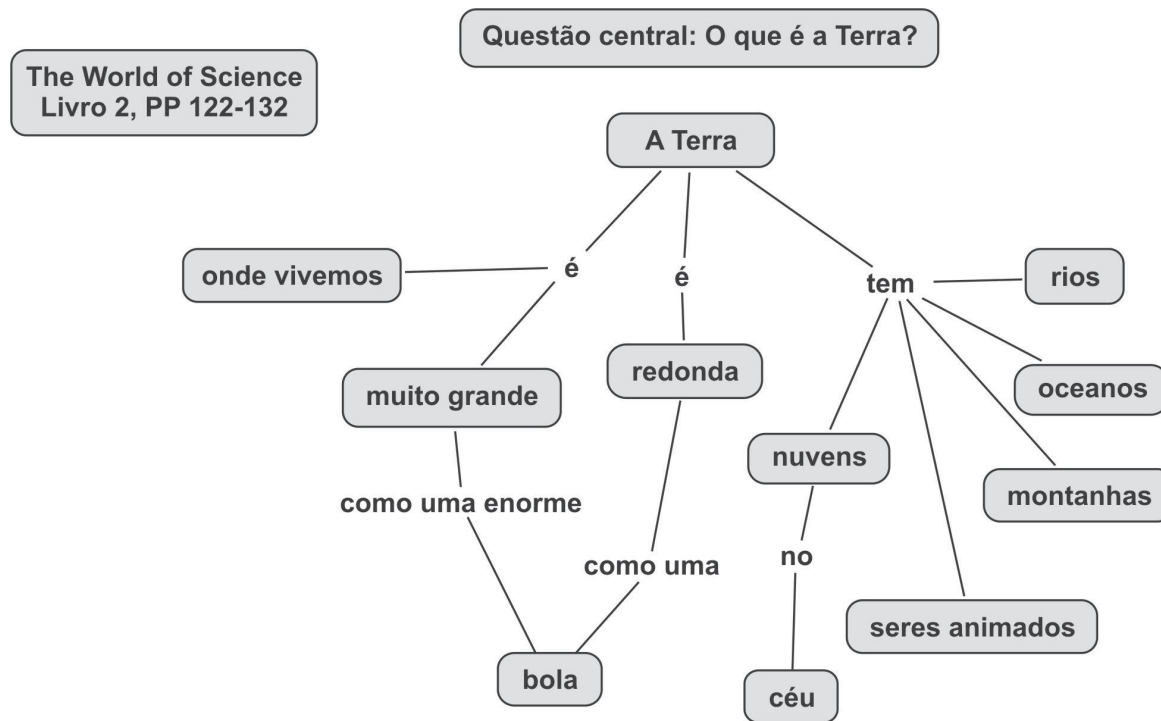 Questão central: O que é a Terra?
The World of Science
Livro 2, PP 122-132
A Terra
onde vivemos
é
é
tem
rios
muito grande
redonda
oceanos
nuvens
montanhas
como uma enorme
como uma
no
seres animados
bola
céu